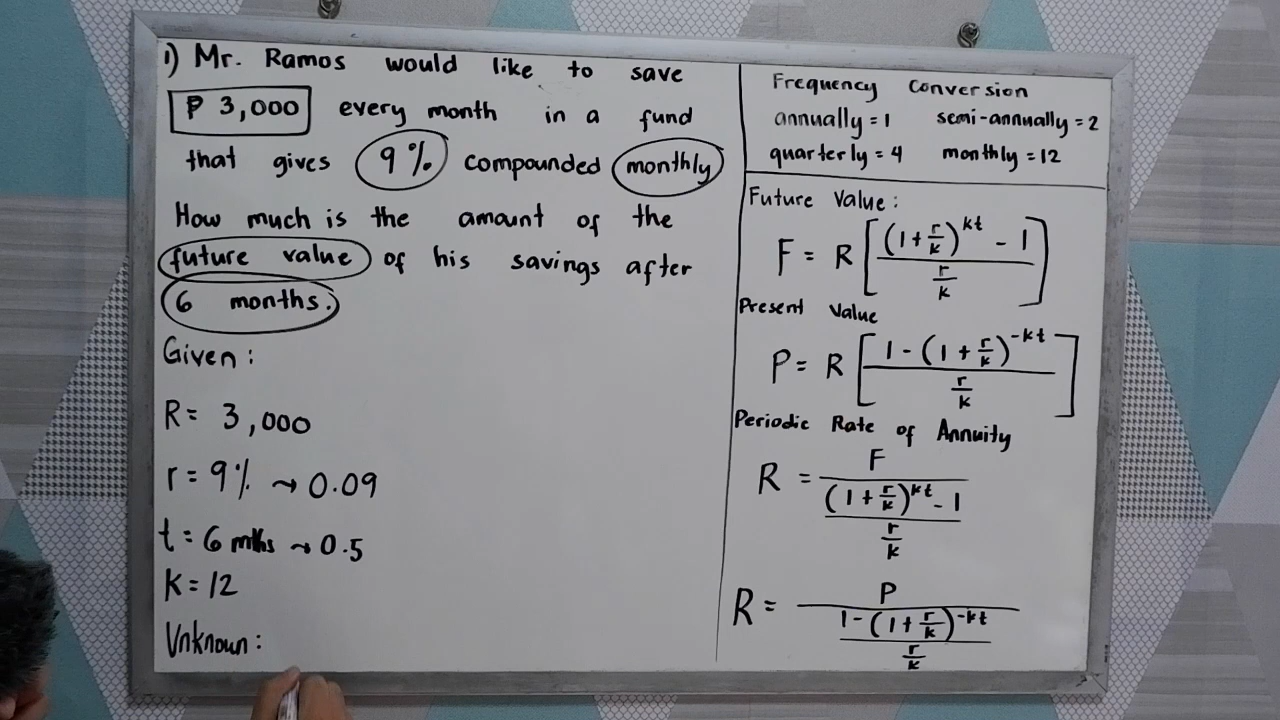 1) Mr. Ramos would like to save
₱ 3,000 every month in a fund
that gives 9% compounded monthly
How much is the amount of the
future value of his savings after
6 months.
Given:
R = 3,000
r = 9% → 0.09
t = 6 mths → 0.5
k = 12
Unknown:
Frequency Conversion
annually = 1 semi-annually = 2
quarterly = 4 monthly = 12
Future Value:
F = R [((1 + r/k)^kt - 1) / (r/k)]
Present Value
P = R [(1 - (1 + r/k)^-kt) / (r/k)]
Periodic Rate of Annuity
R = F / (((1 + r/k)^kt - 1) / (r/k))
R = P / ((1 - (1 + r/k)^-kt) / (r/k))